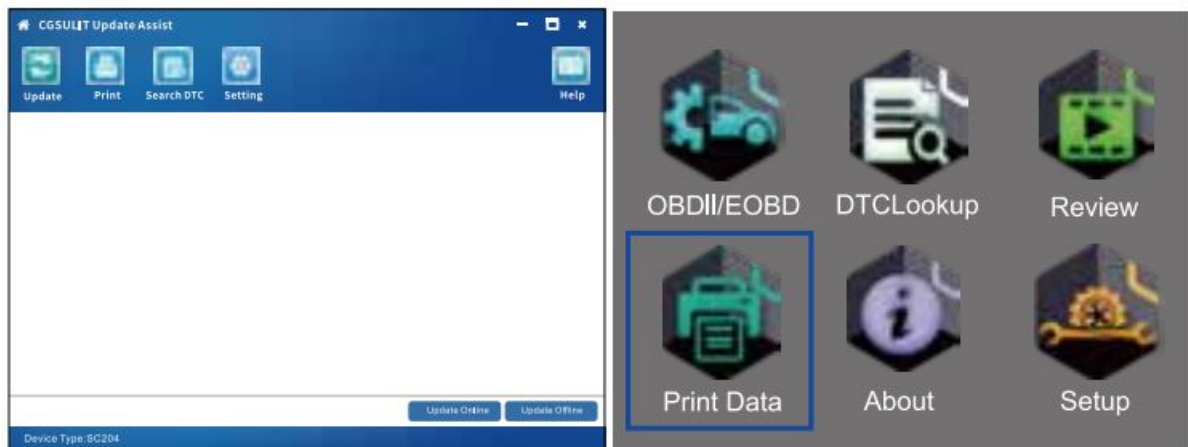 CGSULIT Update Assist
Update Print Search DTC Setting Help
Update Online Update Offline
Device Type:SC204
OBDII/EOBD DTCLookup Review
Print Data About Setup